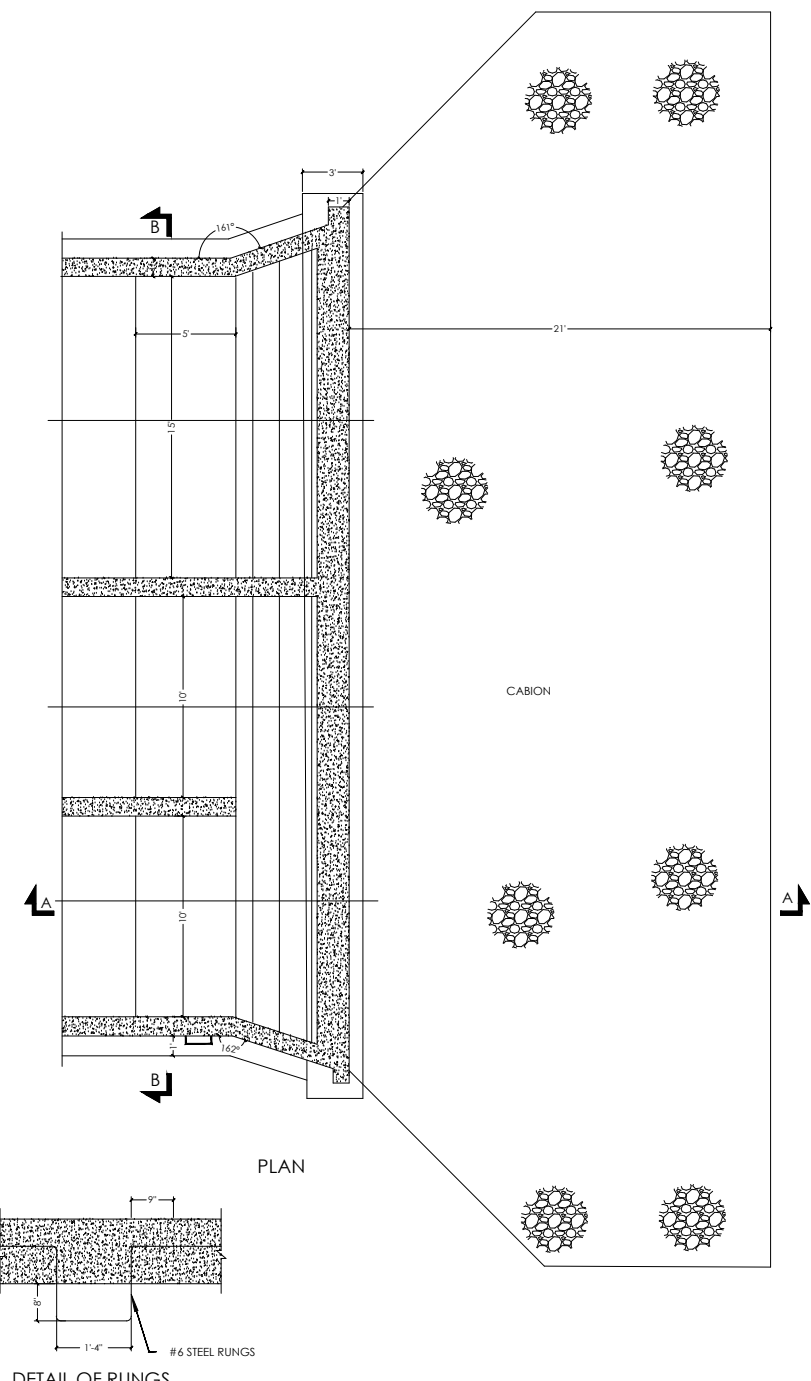 3'
1'
B
161°
5'
21'
15'
10'
CABION
A
A
10'
1'
162°
B
PLAN
9"
8"
1'-4"
#6 STEEL RUNGS
DETAIL OF RUNGS